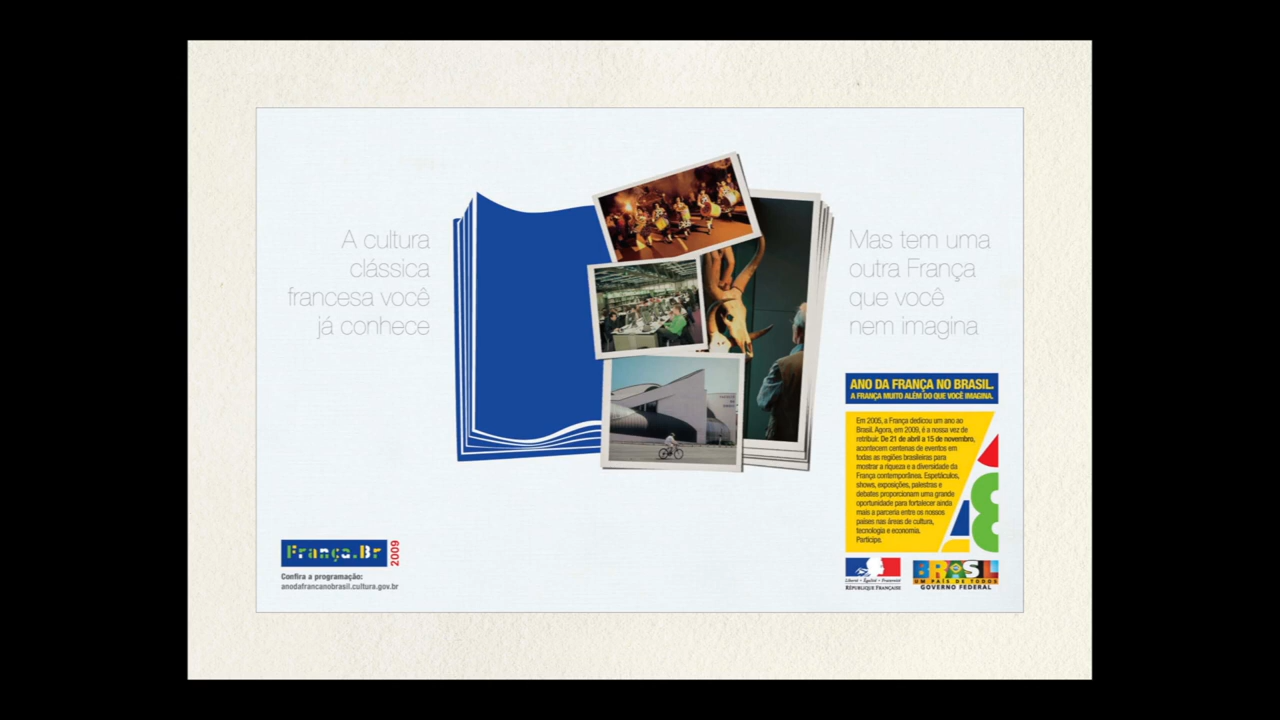 A cultura
clássica
francesa você
já conhece
Mas tem uma
outra França
que você
nem imagina
ANO DA FRANÇA NO BRASIL.
A FRANÇA MUITO ALÉM DO QUE VOCÊ IMAGINA.
Em 2005, a França dedicou um ano ao
Brasil. Agora, em 2009, é a nossa vez de
retribuir. De 21 de abril a 15 de novembro,
acontecem centenas de eventos em
todas as regiões brasileiras para
mostrar a riqueza e a diversidade da
França contemporânea. Espetáculos,
shows, exposições, palestras e
debates proporcionam uma grande
oportunidade para fortalecer ainda
mais a parceria entre os nossos
países nas áreas de cultura,
tecnologia e economia.
Participe.
França.Br 2009
Confira a programação:
anodafrancanobrasil.cultura.gov.br
Liberté • Égalité • Fraternité
RÉPUBLIQUE FRANÇAISE
BRASIL
UM PAÍS DE TODOS
GOVERNO FEDERAL